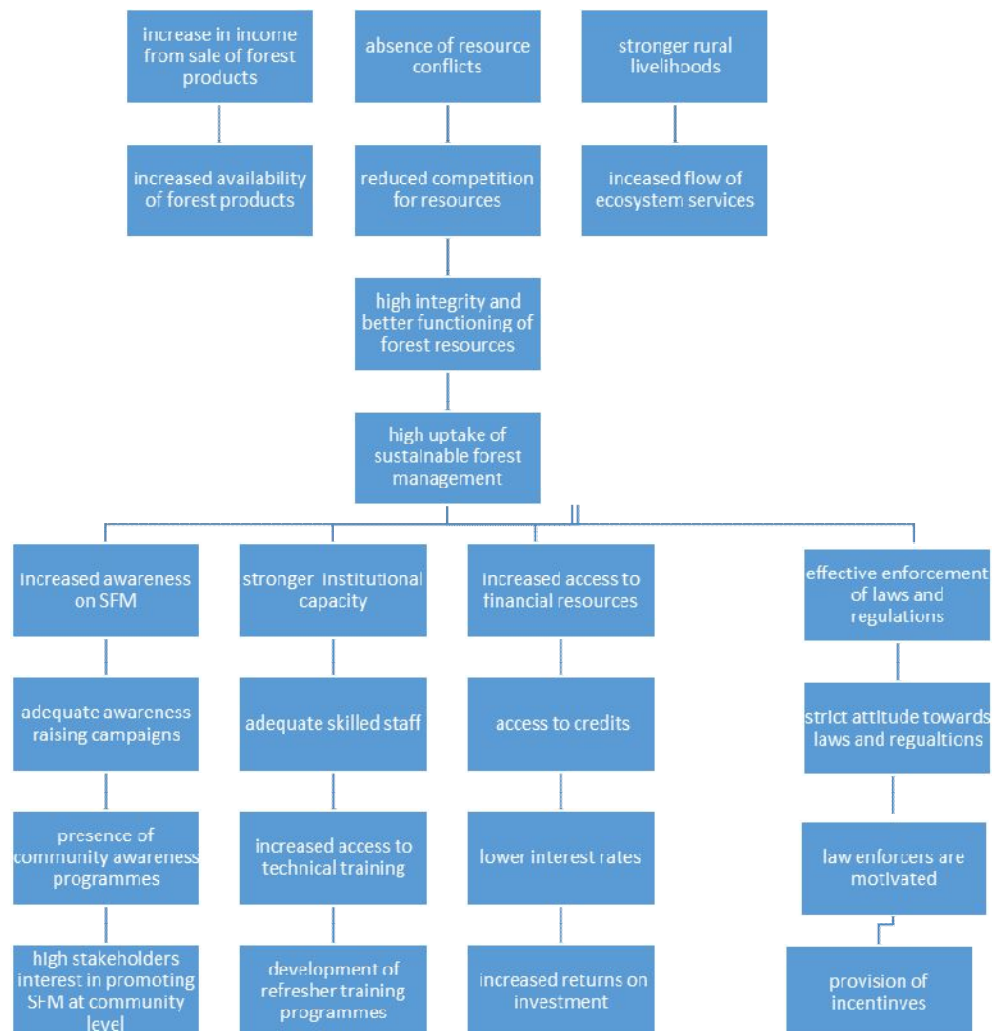 increase in income
from sale of forest
products
absence of resource
conflicts
stronger rural
livelihoods
increased availability
of forest products
reduced competition
for resources
inceased flow of
ecosystem services
high integrity and
better functioning of
forest resources
high uptake of
sustainable forest
management
increased awareness
on SFM
stronger institutional
capacity
increased access to
financial resources
effective enforcement
of laws and
regulations
adequate awareness
raising campaigns
adequate skilled staff
access to credits
strict attitude towards
laws and regualtions
presence of
community awareness
programmes
increased access to
technical training
lower interest rates
law enforcers are
motivated
high stakeholders
interest in promoting
SFM at community
level
development of
refresher training
programmes
increased returns on
investment
provision of
incentinves